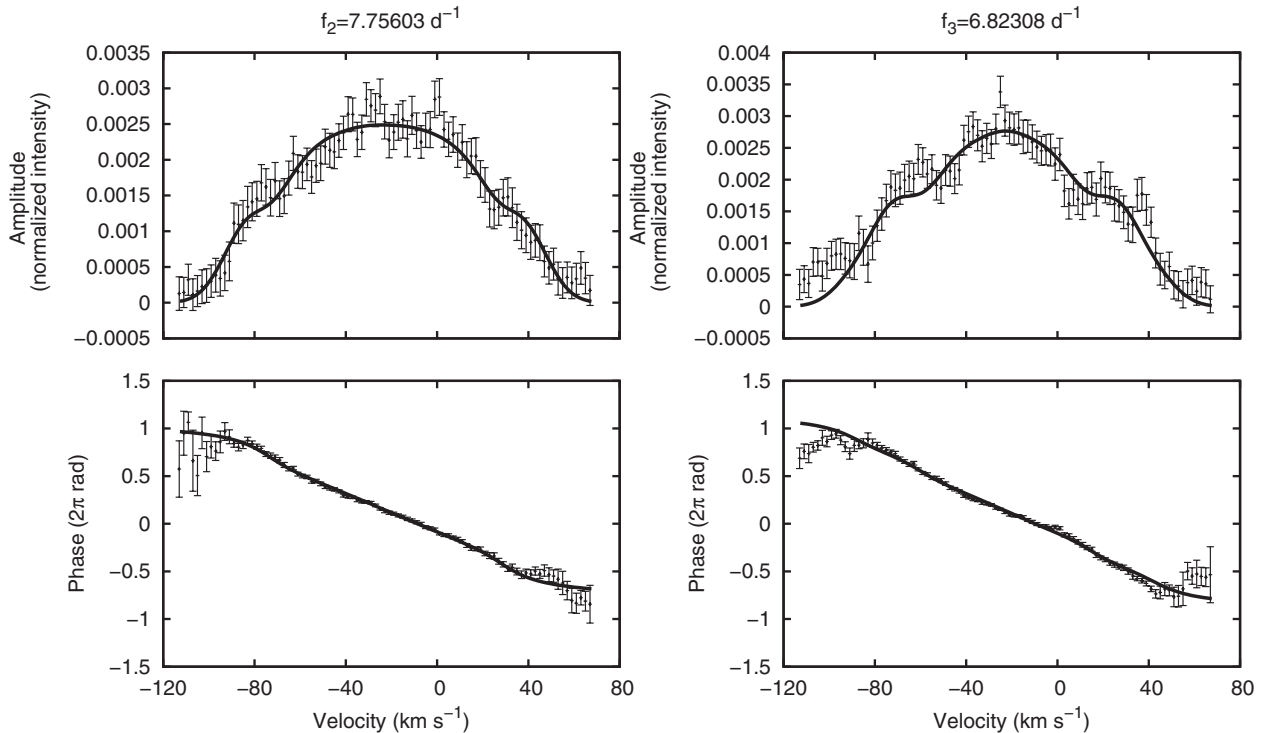 f₂=7.75603 d⁻¹
Amplitude
(normalized intensity)
0.0035
0.003
0.0025
0.002
0.0015
0.001
0.0005
0
−0.0005
f₃=6.82308 d⁻¹
Amplitude
(normalized intensity)
0.004
0.0035
0.003
0.0025
0.002
0.0015
0.001
0.0005
0
−0.0005
Phase (2π rad)
1.5
1
0.5
0
−0.5
−1
−1.5
−120 −80 −40 0 40 80
Velocity (km s⁻¹)
Phase (2π rad)
1.5
1
0.5
0
−0.5
−1
−1.5
−120 −80 −40 0 40 80
Velocity (km s⁻¹)